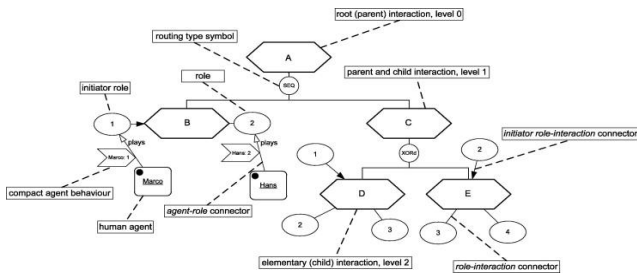 root (parent) interaction, level 0
routing type symbol
A
role
SEQ
parent and child interaction, level 1
initiator role
1
B
2
C
plays
plays
initiator role-interaction connector
Marco: 1
Hans: 2
XORd
1
2
compact agent behaviour
Marco
Hans
agent-role connector
D
E
human agent
2
3
3
4
elementary (child) interaction, level 2
role-interaction connector